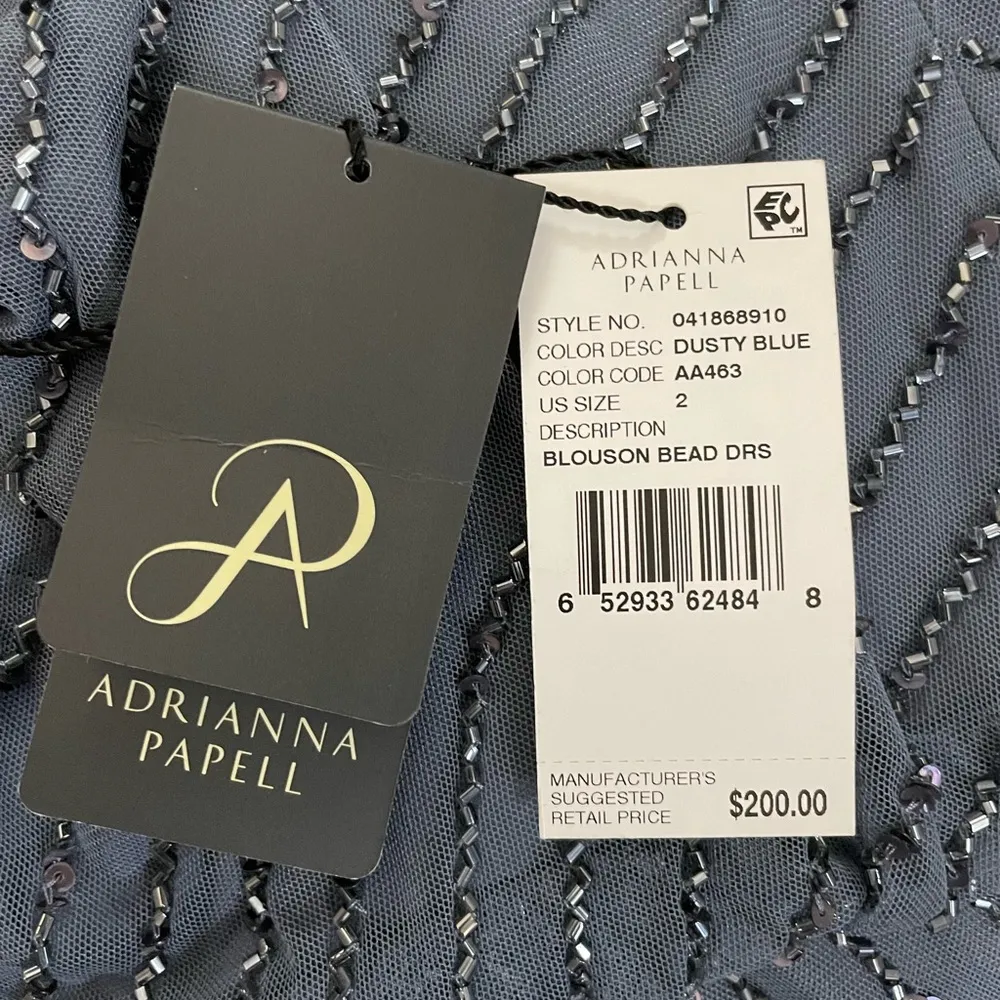 ADRIANNA
PAPELL
EPC
TM
ADRIANNA
PAPELL
STYLE NO. 041868910
COLOR DESC DUSTY BLUE
COLOR CODE AA463
US SIZE 2
DESCRIPTION
BLOUSON BEAD DRS
6 52933 62484 8
MANUFACTURER'S
SUGGESTED
RETAIL PRICE $200.00